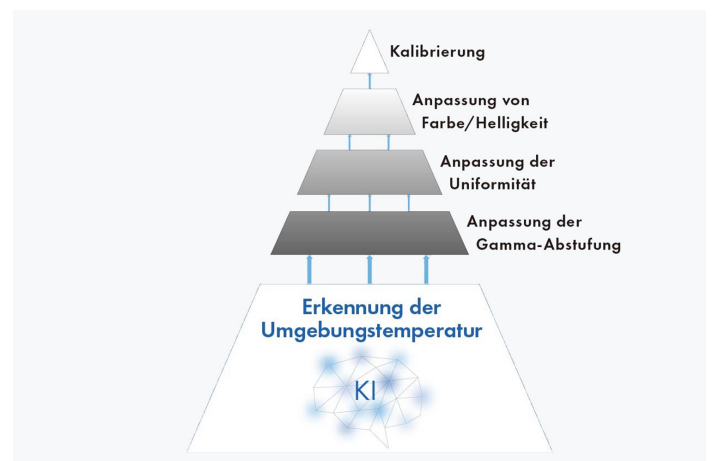 Kalibrierung
Anpassung von
Farbe/Helligkeit
Anpassung der
Uniformität
Anpassung der
Gamma-Abstufung
Erkennung der
Umgebungstemperatur
KI